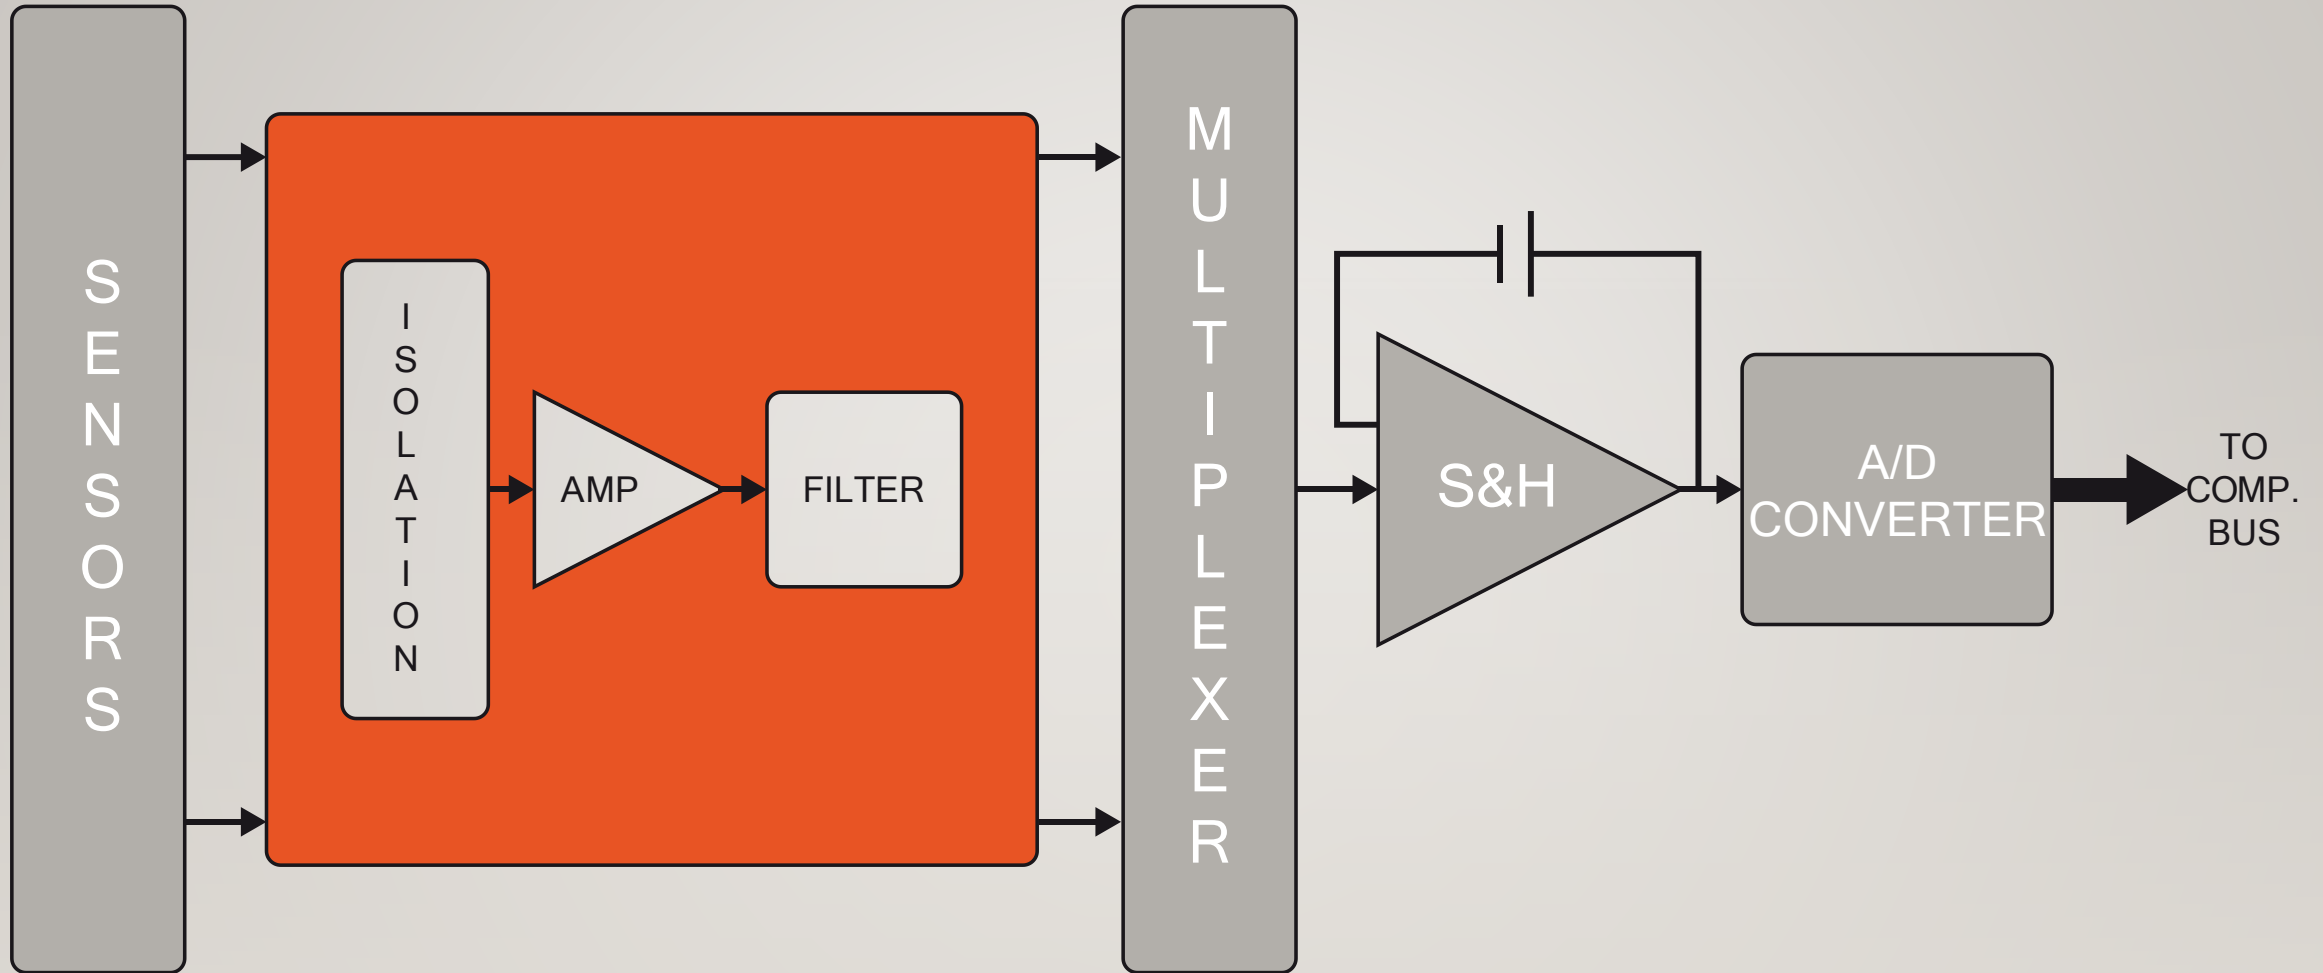 SENSORS
ISOLATION
AMP
FILTER
MULTIPLEXER
S&H
A/D
CONVERTER
TO
COMP.
BUS